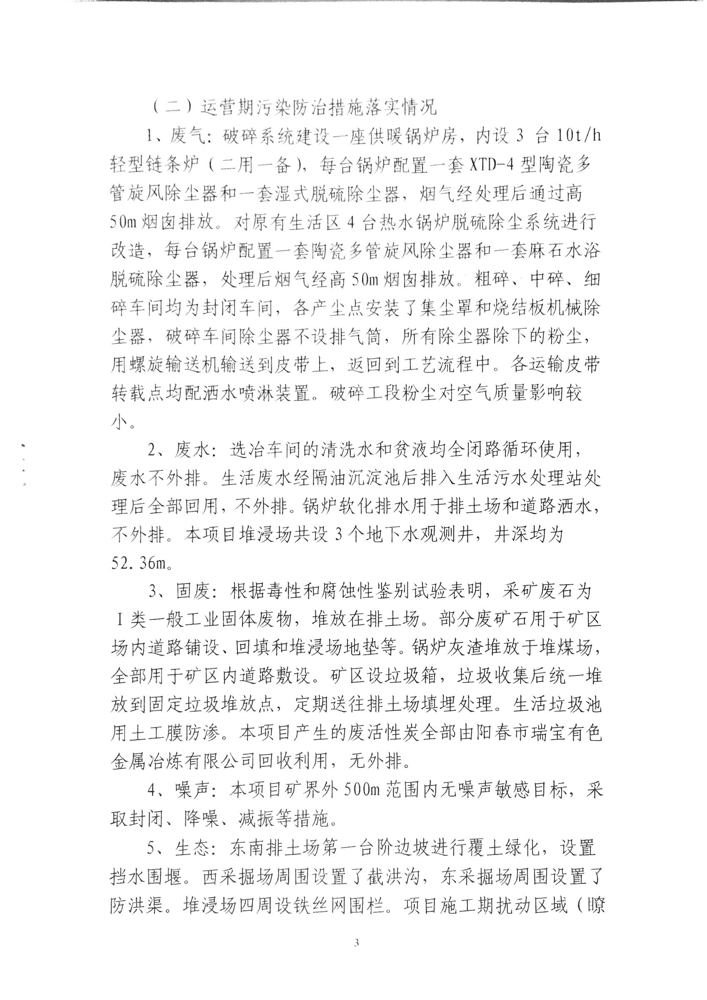 （二）运营期污染防治措施落实情况
1、废气：破碎系统建设一座供暖锅炉房，内设 3 台 10t/h
轻型链条炉（二用一备），每台锅炉配置一套 XTD-4 型陶瓷多
管旋风除尘器和一套湿式脱硫除尘器，烟气经处理后通过高
50m 烟囱排放。对原有生活区 4 台热水锅炉脱硫除尘系统进行
改造，每台锅炉配置一套陶瓷多管旋风除尘器和一套麻石水浴
脱硫除尘器，处理后烟气经高 50m 烟囱排放。粗碎、中碎、细
碎车间均为封闭车间，各产尘点安装了集尘罩和烧结板机械除
尘器，破碎车间除尘器不设排气筒，所有除尘器除下的粉尘，
用螺旋输送机输送到皮带上，返回到工艺流程中。各运输皮带
转载点均配洒水喷淋装置。破碎工段粉尘对空气质量影响较
小。
2、废水：选冶车间的清洗水和贫液均全闭路循环使用，
废水不外排。生活废水经隔油沉淀池后排入生活污水处理站处
理后全部回用，不外排。锅炉软化排水用于排土场和道路洒水，
不外排。本项目堆浸场共设 3 个地下水观测井，井深均为
52.36m。
3、固废：根据毒性和腐蚀性鉴别试验表明，采矿废石为
I 类一般工业固体废物，堆放在排土场。部分废矿石用于矿区
场内道路铺设、回填和堆浸场地垫等。锅炉灰渣堆放于堆煤场，
全部用于矿区内道路敷设。矿区设垃圾箱，垃圾收集后统一堆
放到固定垃圾堆放点，定期送往排土场填埋处理。生活垃圾池
用土工膜防渗。本项目产生的废活性炭全部由阳春市瑞宝有色
金属冶炼有限公司回收利用，无外排。
4、噪声：本项目矿界外 500m 范围内无噪声敏感目标，采
取封闭、降噪、减振等措施。
5、生态：东南排土场第一台阶边坡进行覆土绿化，设置
挡水围堰。西采掘场周围设置了截洪沟，东采掘场周围设置了
防洪渠。堆浸场四周设铁丝网围栏。项目施工期扰动区域（瞭
3